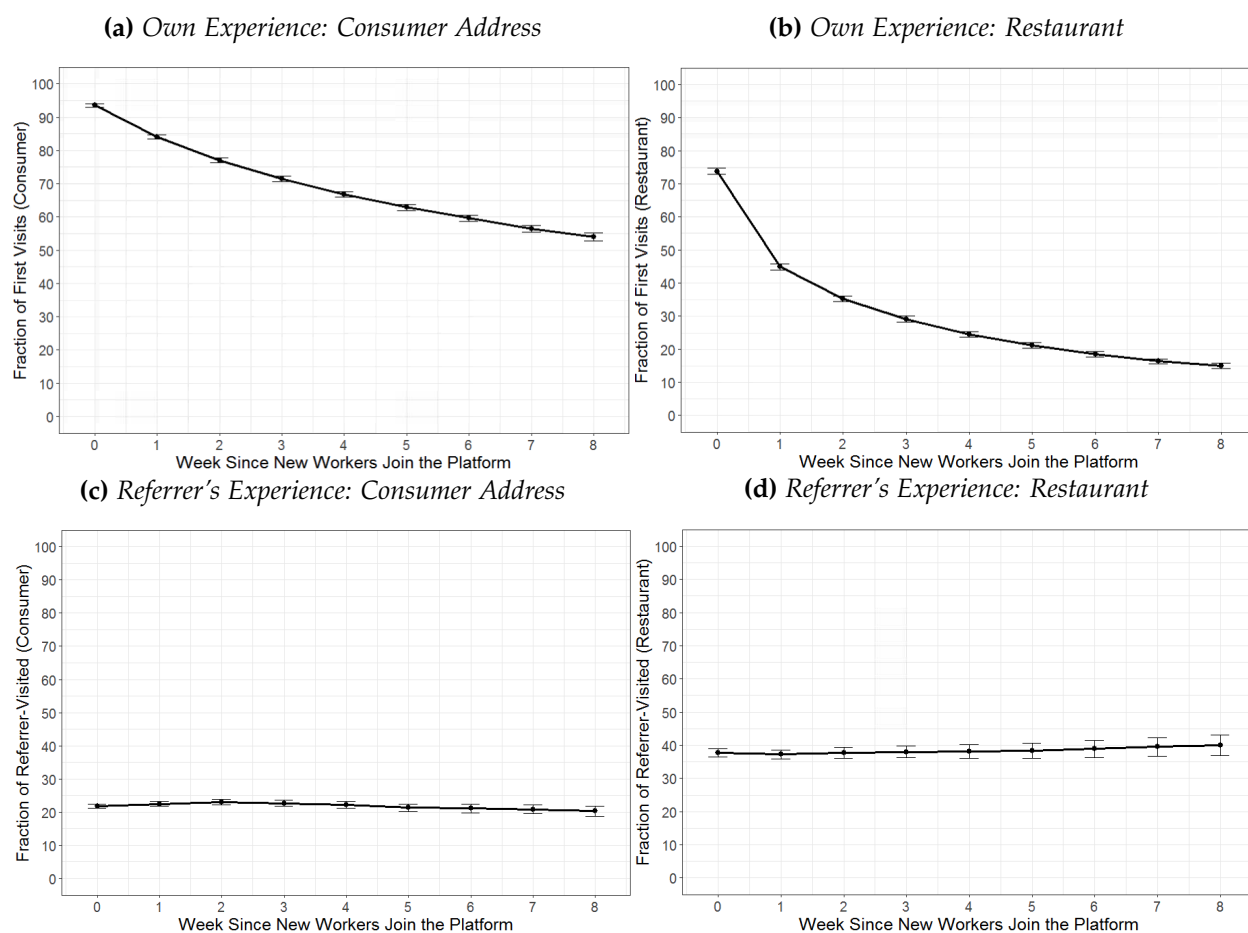 (a) Own Experience: Consumer Address
Fraction of First Visits (Consumer)
100
90
80
70
60
50
40
30
20
10
0
0 1 2 3 4 5 6 7 8
Week Since New Workers Join the Platform
(b) Own Experience: Restaurant
Fraction of First Visits (Restaurant)
100
90
80
70
60
50
40
30
20
10
0
0 1 2 3 4 5 6 7 8
Week Since New Workers Join the Platform
(c) Referrer's Experience: Consumer Address
Fraction of Referrer-Visited (Consumer)
100
90
80
70
60
50
40
30
20
10
0
0 1 2 3 4 5 6 7 8
Week Since New Workers Join the Platform
(d) Referrer's Experience: Restaurant
Fraction of Referrer-Visited (Restaurant)
100
90
80
70
60
50
40
30
20
10
0
0 1 2 3 4 5 6 7 8
Week Since New Workers Join the Platform